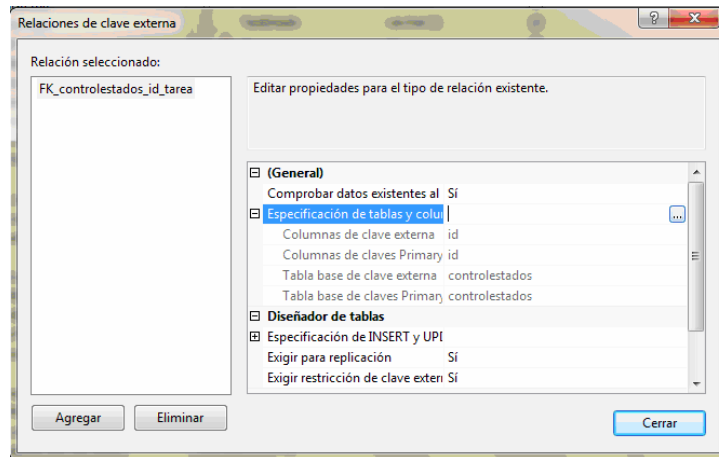 Relaciones de clave externa
Relación seleccionado:
FK_controlestados_id_tarea
Editar propiedades para el tipo de relación existente.
(General)
Comprobar datos existentes al Sí
Especificación de tablas y colu
Columnas de clave externa id
Columnas de claves Primary id
Tabla base de clave externa controlestados
Tabla base de claves Primary controlestados
Diseñador de tablas
Especificación de INSERT y UPD
Exigir para replicación Sí
Exigir restricción de clave extern Sí
Agregar Eliminar
Cerrar